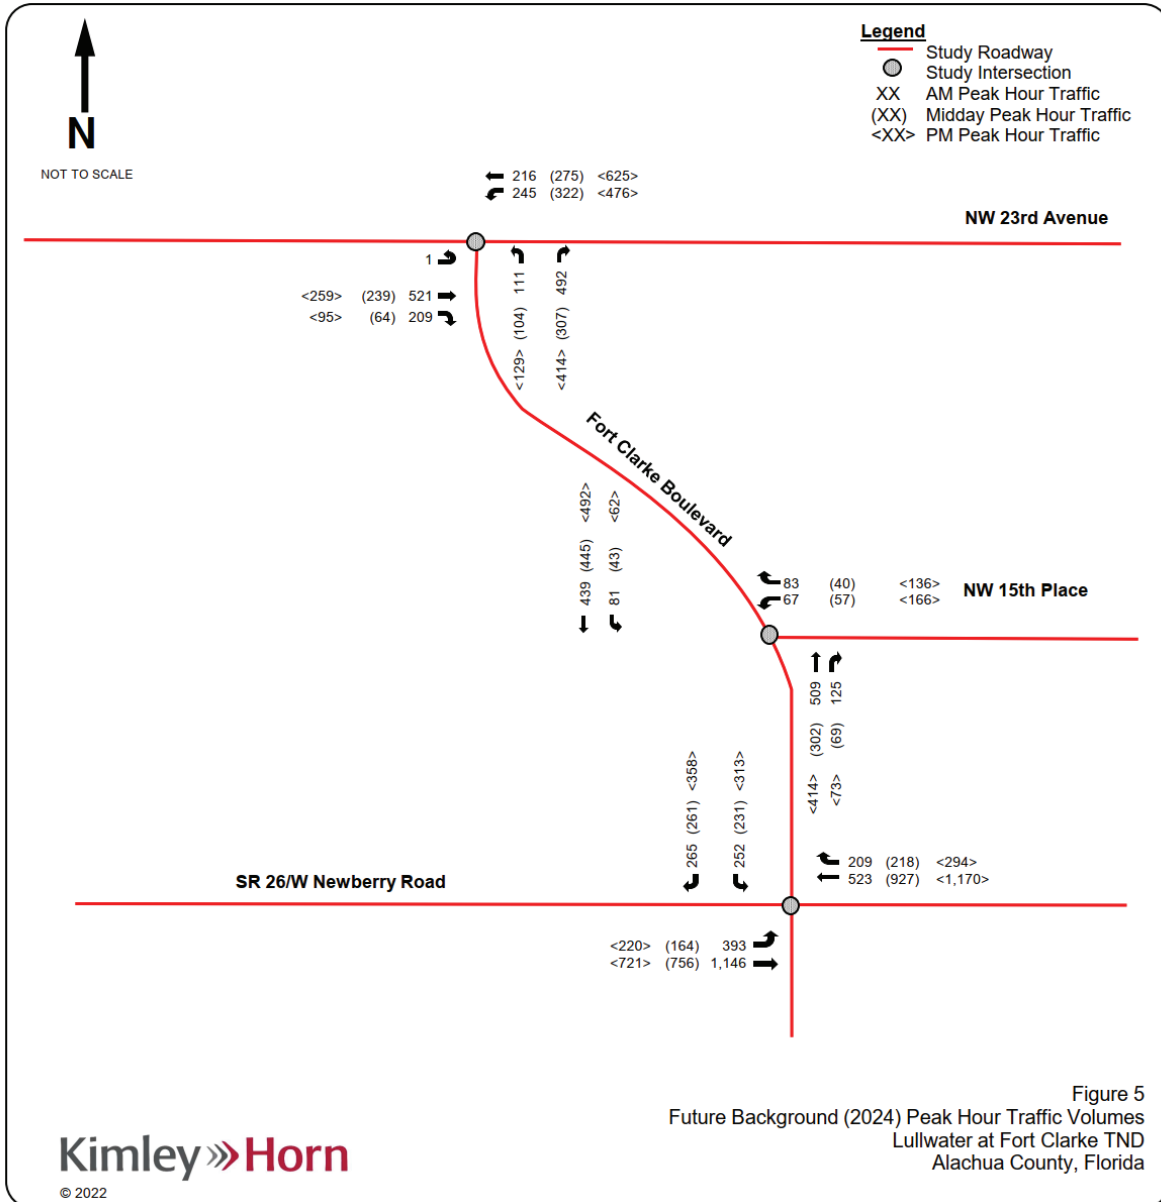 Legend
Study Roadway
Study Intersection
XX AM Peak Hour Traffic
(XX) Midday Peak Hour Traffic
<XX> PM Peak Hour Traffic
N
NOT TO SCALE
216 (275) <625>
245 (322) <476>
NW 23rd Avenue
1
<259> (239) 521
<95> (64) 209
<129> (104) 111
<414> (307) 492
Fort Clarke Boulevard
439 (445) <492>
81 (43) <62>
83 (40) <136>
67 (57) <166>
NW 15th Place
<414> (302) 509
<73> (69) 125
265 (261) <358>
252 (231) <313>
209 (218) <294>
523 (927) <1,170>
SR 26/W Newberry Road
<220> (164) 393
<721> (756) 1,146
Figure 5
Future Background (2024) Peak Hour Traffic Volumes
Lullwater at Fort Clarke TND
Alachua County, Florida
Kimley Horn
© 2022